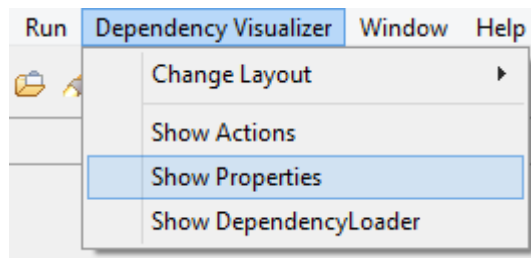 Run Dependency Visualizer Window Help
Change Layout
Show Actions
Show Properties
Show DependencyLoader